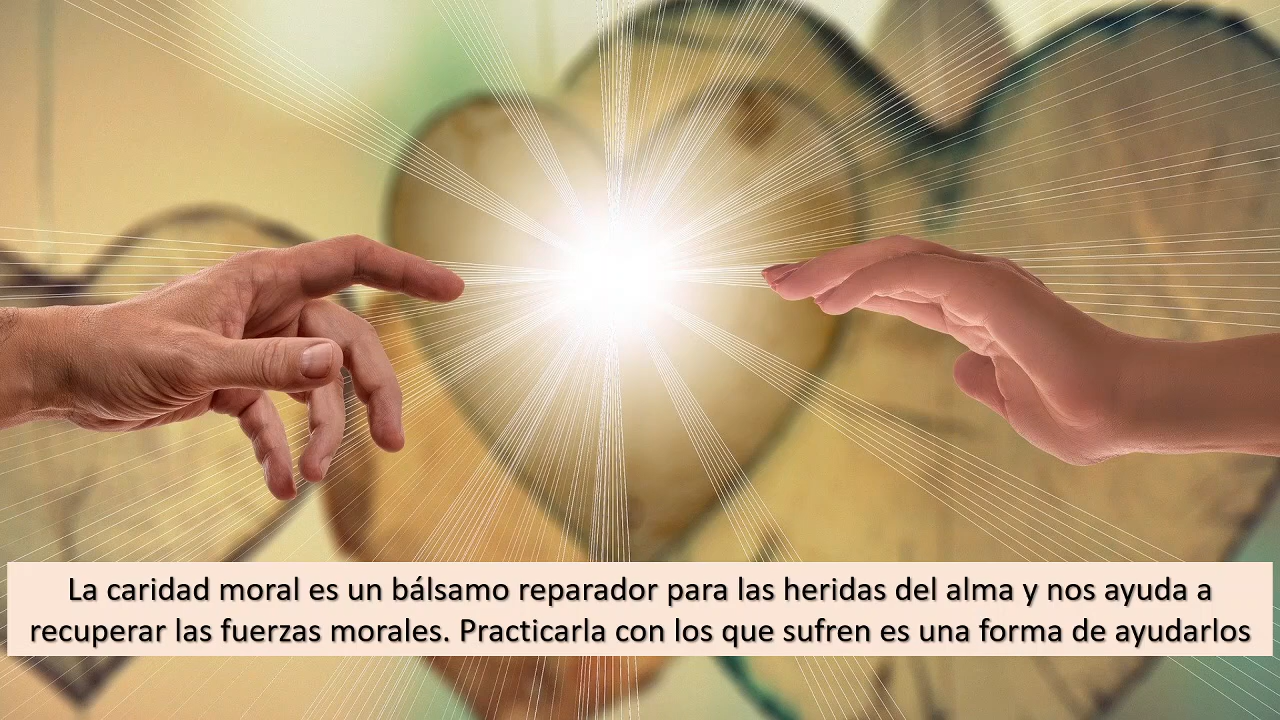 La caridad moral es un bálsamo reparador para las heridas del alma y nos ayuda a
recuperar las fuerzas morales. Practicarla con los que sufren es una forma de ayudarlos